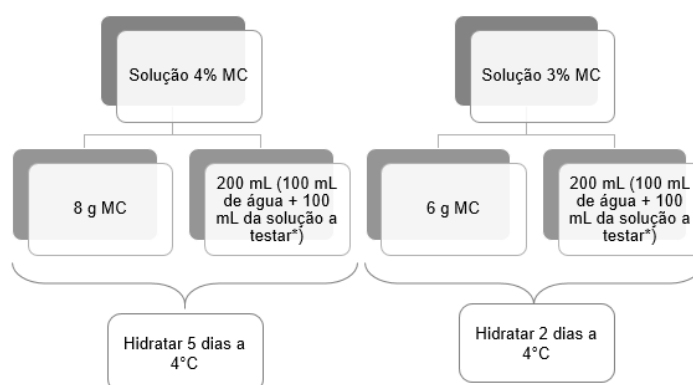 Solução 4% MC
Solução 3% MC
8 g MC
200 mL (100 mL
de água + 100
mL da solução a
testar*)
6 g MC
200 mL (100 mL
de água + 100
mL da solução a
testar*)
Hidratar 5 dias a
4°C
Hidratar 2 dias a
4°C